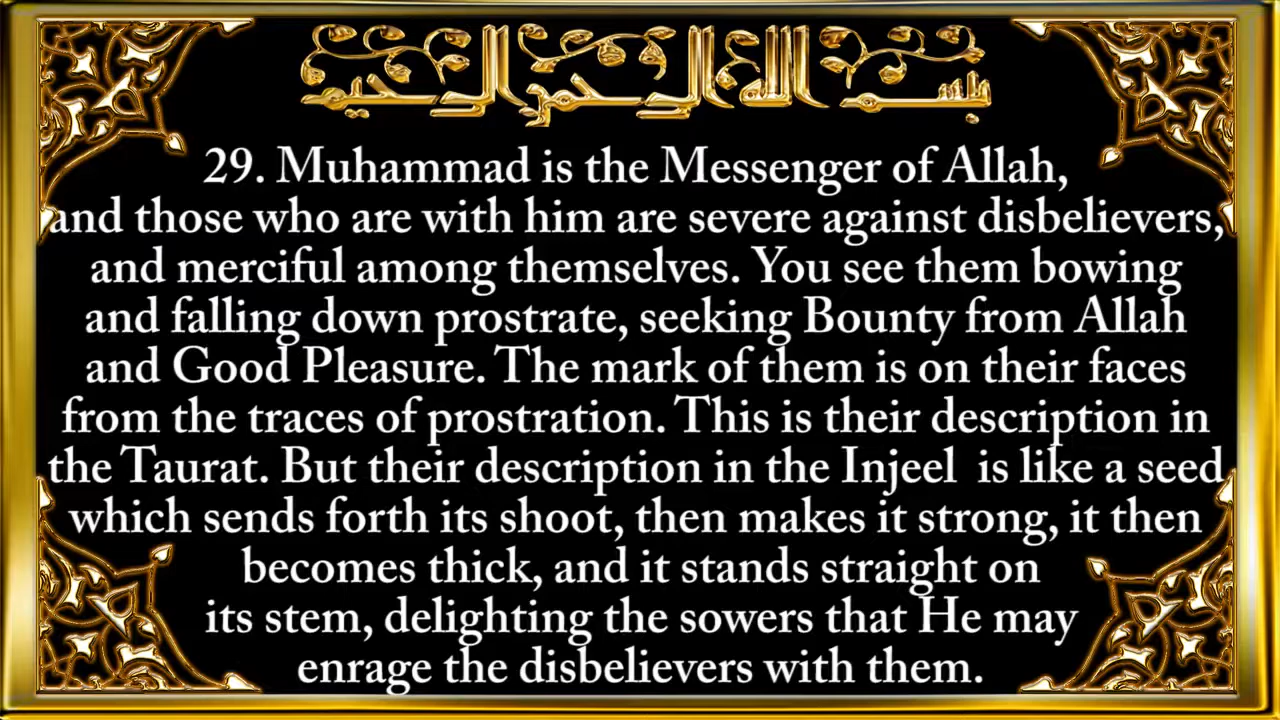 بسم الله الرحمن الرحيم
29. Muhammad is the Messenger of Allah,
and those who are with him are severe against disbelievers,
and merciful among themselves. You see them bowing
and falling down prostrate, seeking Bounty from Allah
and Good Pleasure. The mark of them is on their faces
from the traces of prostration. This is their description in
the Taurat. But their description in the Injeel is like a seed
which sends forth its shoot, then makes it strong, it then
becomes thick, and it stands straight on
its stem, delighting the sowers that He may
enrage the disbelievers with them.